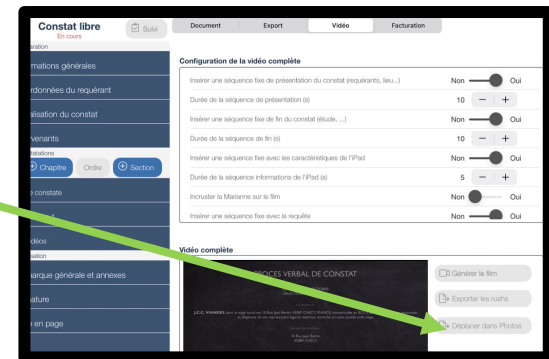 Constat libre
En cours
Suivi
Document
Export
Vidéo
Facturation
aration
rmations générales
rdonnées du requérant
alisation du constat
rvenants
tatations
Chapitre
Ordre
Section
e constate
déos
isation
arque générale et annexes
ature
en page
Configuration de la vidéo complète
Insérer une séquence fixe de présentation du constat (requérants, lieu...) Non Oui
Durée de la séquence de présentation (s) 10 - +
Insérer une séquence fixe de fin du constat (étude, ...) Non Oui
Durée de la séquence de fin (s) 10 - +
Insérer une séquence fixe avec les caractéristiques de l'iPad Non Oui
Durée de la séquence informations de l'iPad (s) 5 - +
Incruster la Marianne sur le film Non Oui
Insérer une séquence fixe avec la requête Non Oui
Vidéo complète
PROCES VERBAL DE CONSTAT
Générer le film
Exporter les rushs
Déplacer dans Photos